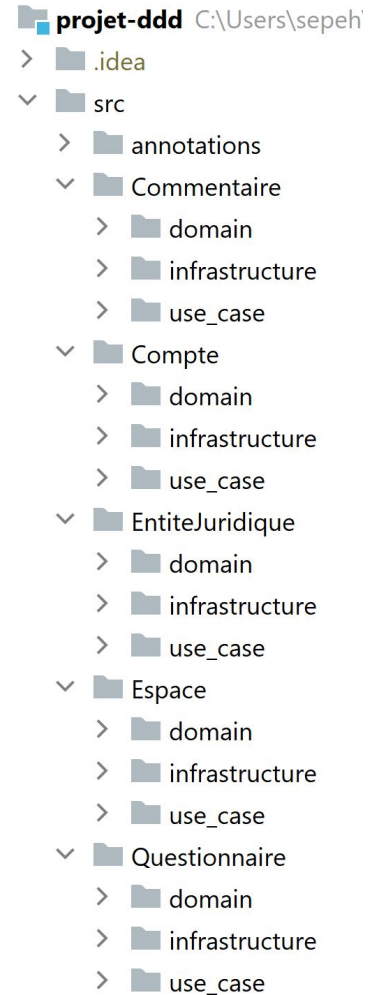 projet-ddd C:\Users\sepeh
.idea
src
annotations
Commentaire
domain
infrastructure
use_case
Compte
domain
infrastructure
use_case
EntiteJuridique
domain
infrastructure
use_case
Espace
domain
infrastructure
use_case
Questionnaire
domain
infrastructure
use_case